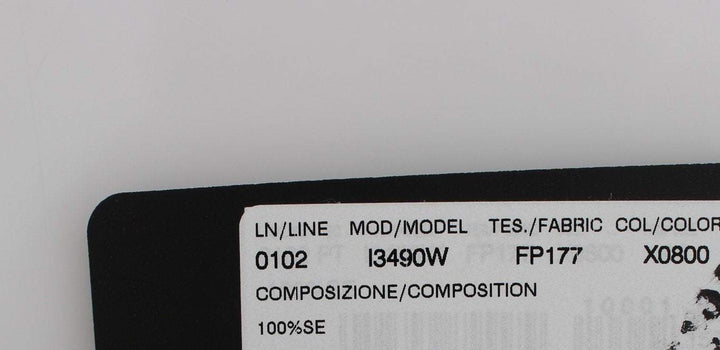 LN/LINE MOD/MODEL TES./FABRIC COL/COLOR
0102 I3490W FP177 X0800
COMPOSIZIONE/COMPOSITION
100%SE